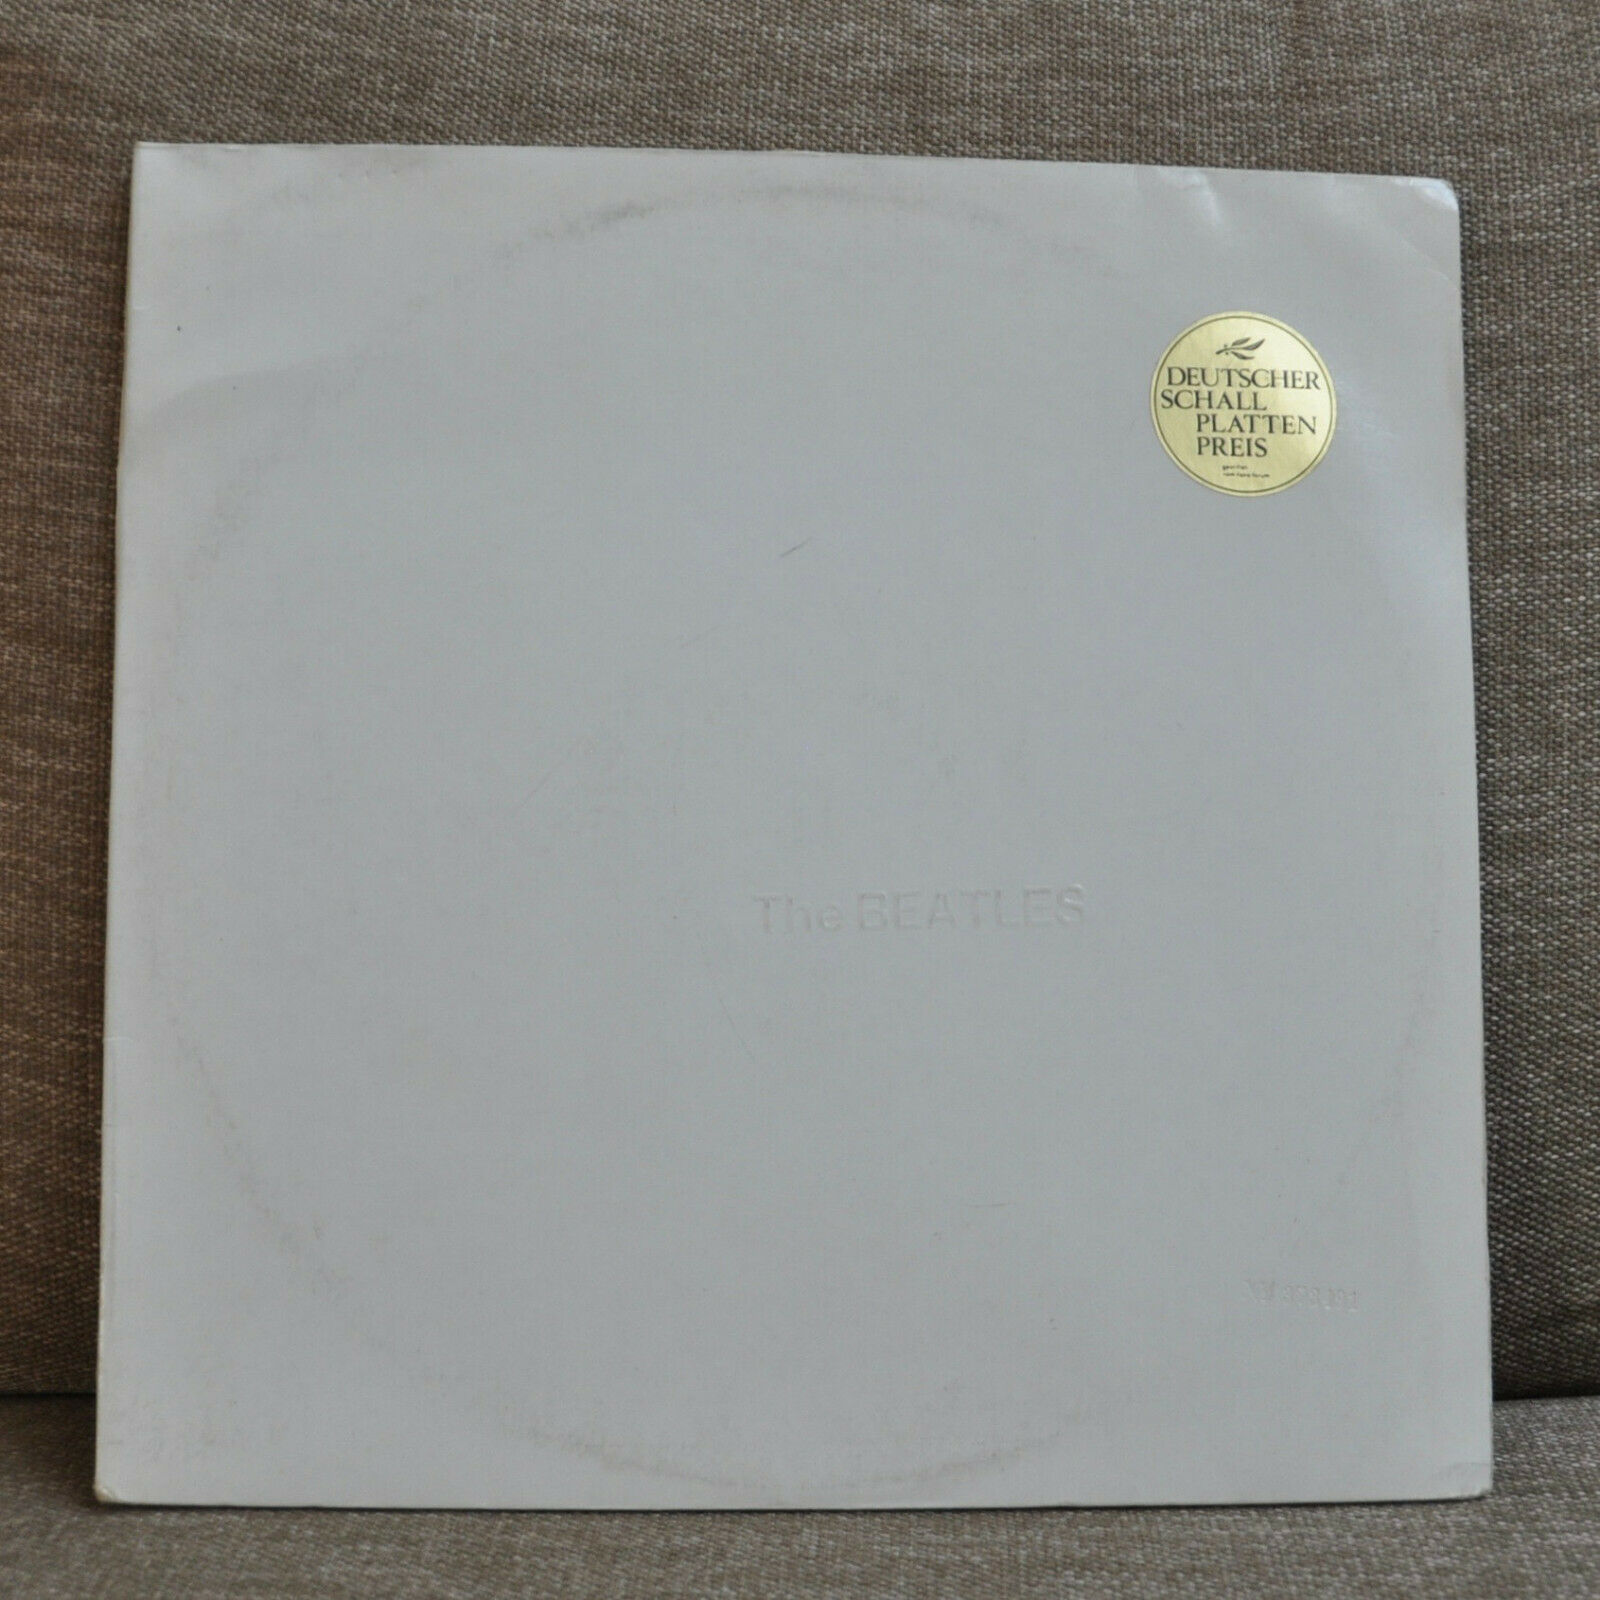 DEUTSCHER
SCHALL
PLATTEN
PREIS
The BEATLES